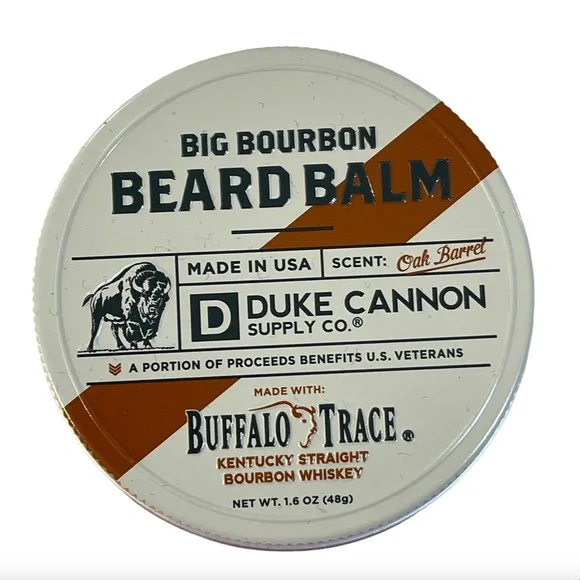 BIG BOURBON
BEARD BALM
MADE IN USA
SCENT: Oak Barrel
D DUKE CANNON
SUPPLY CO.®
A PORTION OF PROCEEDS BENEFITS U.S. VETERANS
MADE WITH:
BUFFALO TRACE®
KENTUCKY STRAIGHT
BOURBON WHISKEY
NET WT. 1.6 OZ (48g)